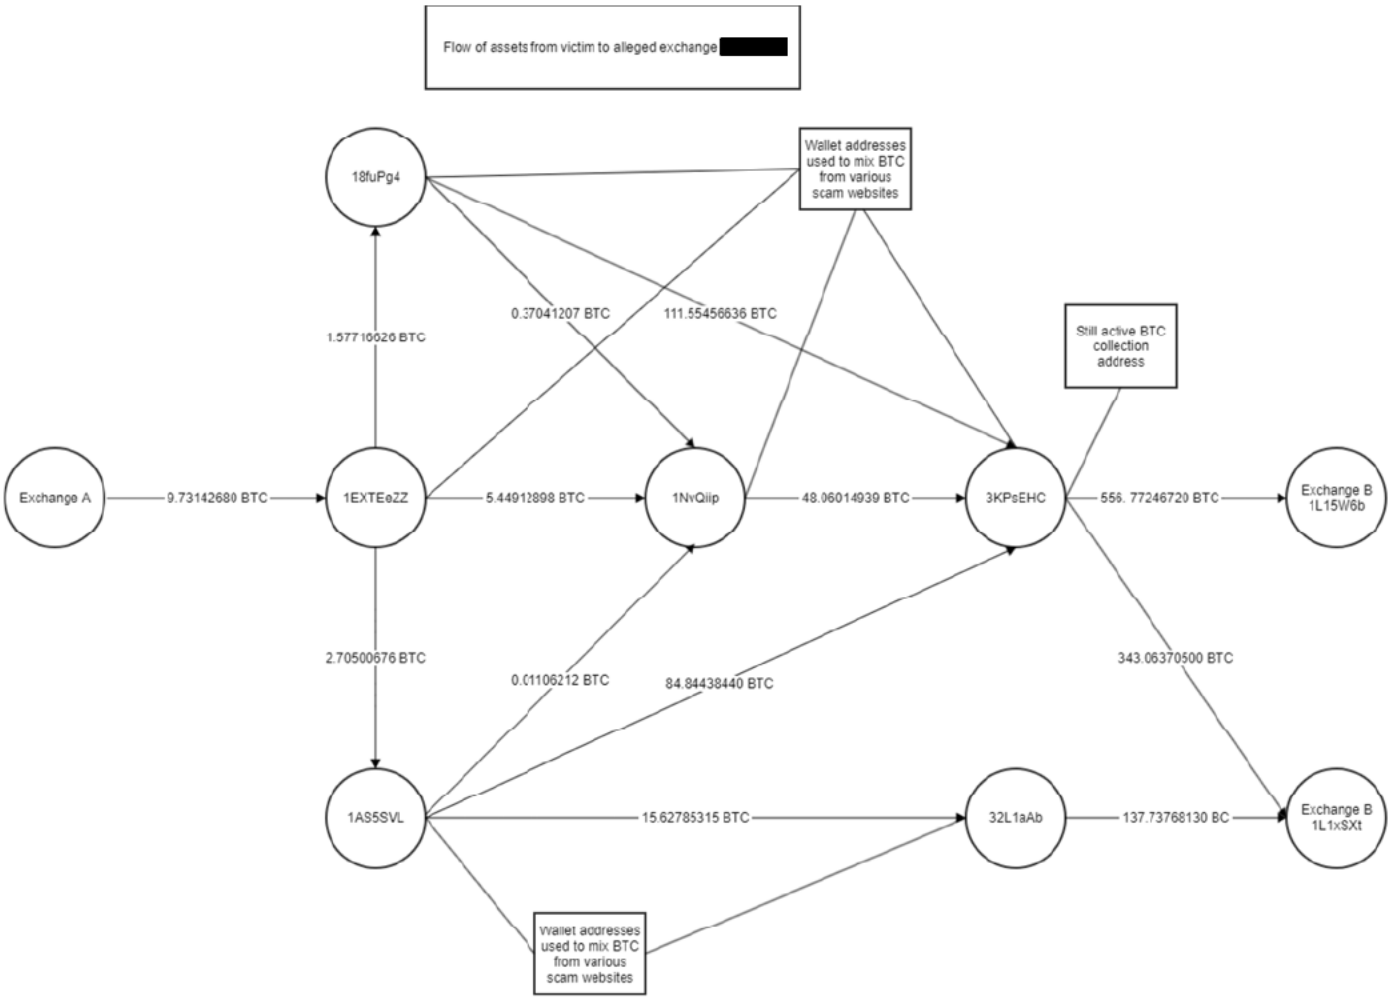 Flow of assets from victim to alleged exchange
18fuPg4
Wallet addresses
used to mix BTC
from various
scam websites
0.37041207 BTC
111.55456636 BTC
1.57716626 BTC
Still active BTC
collection
address
Exchange A
9.73142680 BTC
1EXTEeZZ
5.44912898 BTC
1NvQiip
48.06014939 BTC
3KPsEHC
556. 77246720 BTC
Exchange B
1L15W6b
2.70500676 BTC
0.01106212 BTC
84.84438440 BTC
343.06370500 BTC
1AS5SVL
15.62785315 BTC
32L1aAb
137.73768130 BC
Exchange B
1L1xSXt
Wallet addresses
used to mix BTC
from various
scam websites